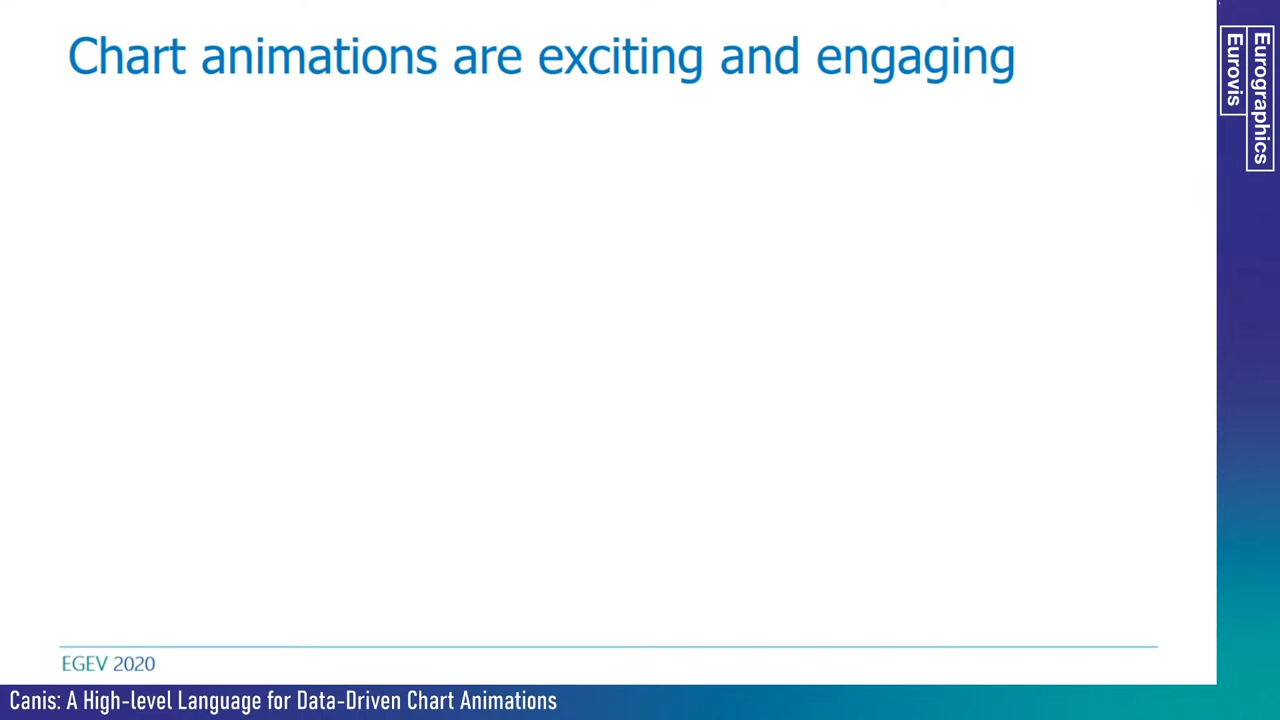 Chart animations are exciting and engaging
Eurographics
Eurovis
EGEV 2020
Canis: A High-level Language for Data-Driven Chart Animations